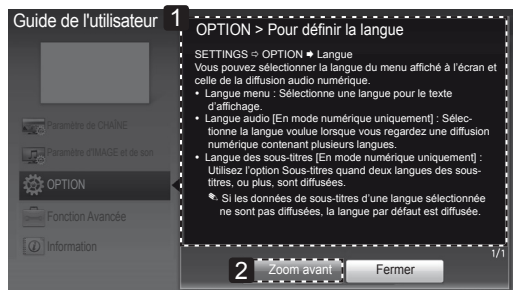 Guide de l'utilisateur
1
OPTION > Pour définir la langue
SETTINGS ⇨ OPTION ➡ Langue
Vous pouvez sélectionner la langue du menu affiché à l'écran et
celle de la diffusion audio numérique.
• Langue menu : Sélectionne une langue pour le texte
d'affichage.
• Langue audio [En mode numérique uniquement] : Sélec-
tionne la langue voulue lorsque vous regardez une diffusion
numérique contenant plusieurs langues.
• Langue des sous-titres [En mode numérique uniquement] :
Utilisez l'option Sous-titres quand deux langues des sous-
titres, ou plus, sont diffusées.
✎ Si les données de sous-titres d'une langue sélectionnée
ne sont pas diffusées, la langue par défaut est diffusée.
Paramètre de CHAÎNE
Paramètre d'IMAGE et de son
OPTION
Fonction Avancée
Information
1/1
2
Zoom avant
Fermer